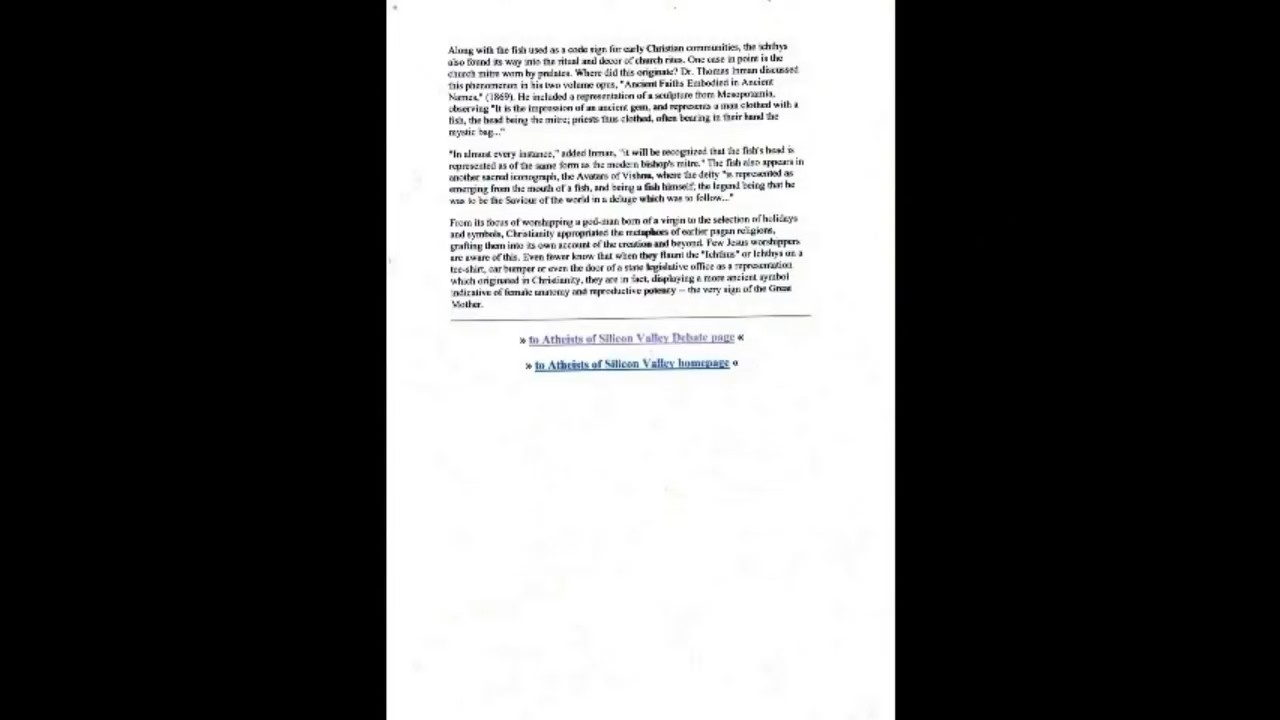 Along with the fish used as a code sign for early Christian communities, the ichthys
also found its way into the ritual and decor of church rites. One case in point is the
church mitre worn by prelates. Where did this originate? Dr. Thomas Inman discussed
this phenomenon in his two volume opus, "Ancient Faiths Embodied in Ancient
Names," (1869). He included a representation of a sculpture from Mesopotamia,
observing "It is the impression of an ancient gem, and represents a man clothed with a
fish, the head being the mitre; priests thus clothed, often bearing in their hand the
mystic bag..."
"In almost every instance," added Inman, "it will be recognized that the fish's head is
represented as of the same form as the modern bishop's mitre." The fish also appears in
another sacred iconograph, the Avatars of Vishnu, where the deity "is represented as
emerging from the mouth of a fish, and being a fish himself; the legend being that he
was to be the Saviour of the world in a deluge which was to follow..."
From its focus of worshipping a god-man born of a virgin to the selection of holidays
and symbols, Christianity appropriated the metaphors of earlier pagan religions,
grafting them into its own account of the creation and beyond. Few Jesus worshippers
are aware of this. Even fewer know that when they flaunt the "Ichthus" or Ichthys on a
tee-shirt, car bumper or even the door of a state legislative office as a representation
which originated in Christianity, they are in fact, displaying a more ancient symbol
indicative of female anatomy and reproductive potency -- the very sign of the Great
Mother.
» to Atheists of Silicon Valley Debate page «
» to Atheists of Silicon Valley homepage «